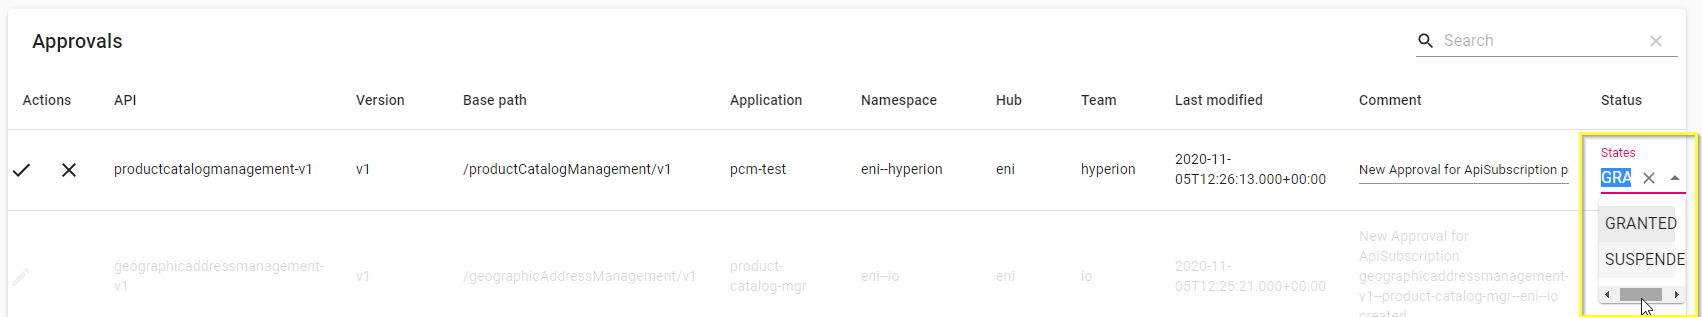 Approvals
Search
Actions API Version Base path Application Namespace Hub Team Last modified Comment Status
States
productcatalogmanagement-v1 v1 /productCatalogManagement/v1 pcm-test eni--hyperion eni hyperion 2020-11-
05T12:26:13.000+00:00
New Approval for ApiSubscription p
GRA
GRANTED
SUSPENDE
geographicaddressmanagement-
v1
v1
/geographicAddressManagement/v1
product-
catalog-mgr
eni--io
eni
io
2020-11-
05T12:25:21.000+00:00
New Approval for
ApiSubscription
geographicaddressmanagement-
v1--product-catalog-mgr--eni--io
created